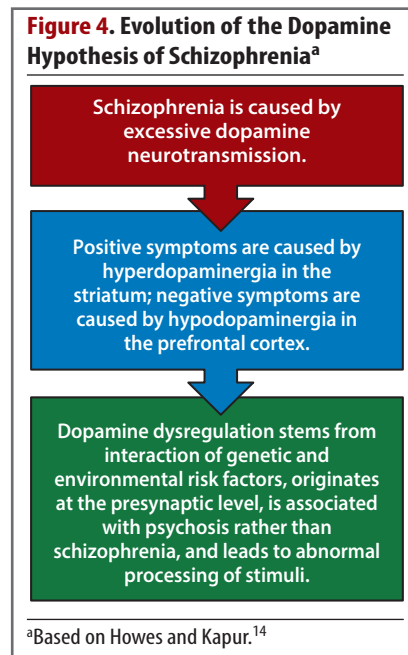 Figure 4. Evolution of the Dopamine
Hypothesis of Schizophreniaᵃ
Schizophrenia is caused by
excessive dopamine
neurotransmission.
Positive symptoms are caused by
hyperdopaminergia in the
striatum; negative symptoms are
caused by hypodopaminergia in
the prefrontal cortex.
Dopamine dysregulation stems from
interaction of genetic and
environmental risk factors, originates
at the presynaptic level, is associated
with psychosis rather than
schizophrenia, and leads to abnormal
processing of stimuli.
ᵃBased on Howes and Kapur.¹⁴